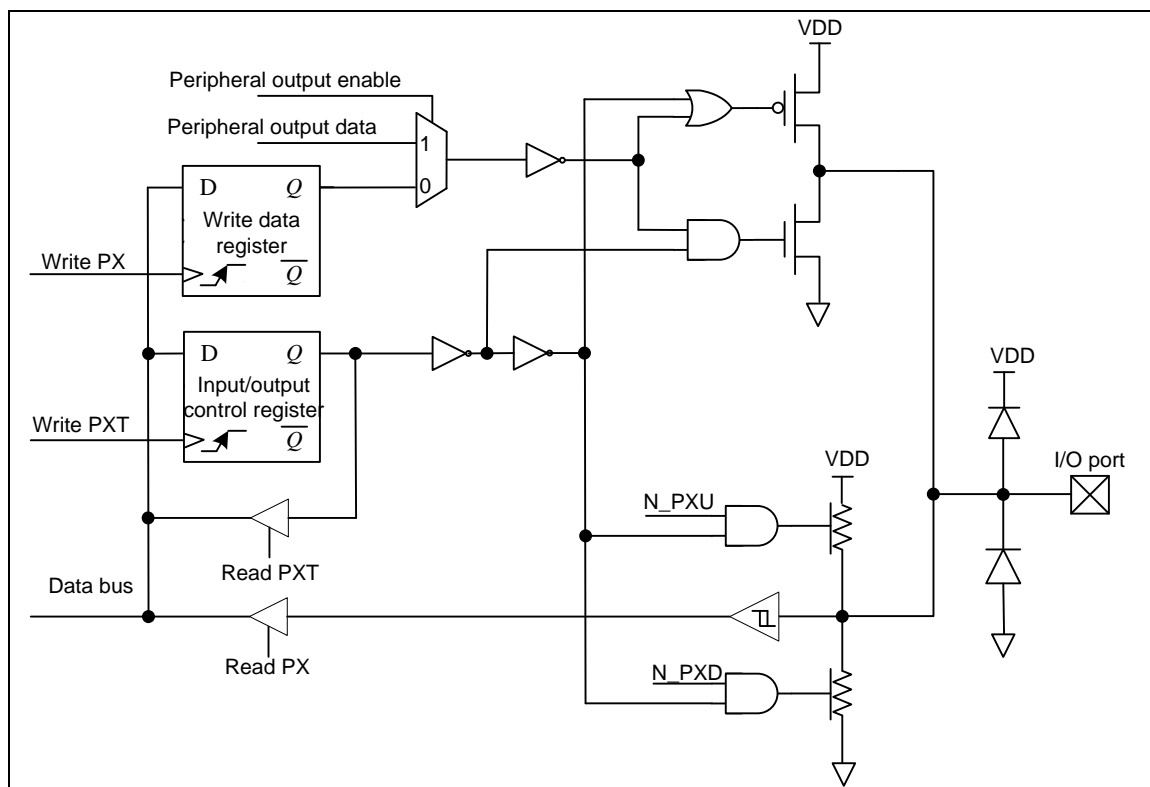 VDD
Peripheral output enable
Peripheral output data
1
0
D Q
Write data
register
Q
Write PX
D Q
Input/output
control register
Q
Write PXT
VDD
I/O port
VDD
N_PXU
Read PXT
Data bus
Read PX
N_PXD